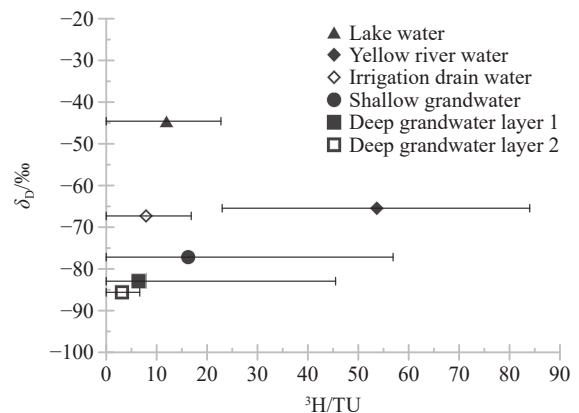 −20
−30
−40
−50
−60
−70
−80
−90
−100
δD/‰
▲ Lake water
◆ Yellow river water
◇ Irrigation drain water
● Shallow grandwater
■ Deep grandwater layer 1
□ Deep grandwater layer 2
0 10 20 30 40 50 60 70 80 90
³H/TU